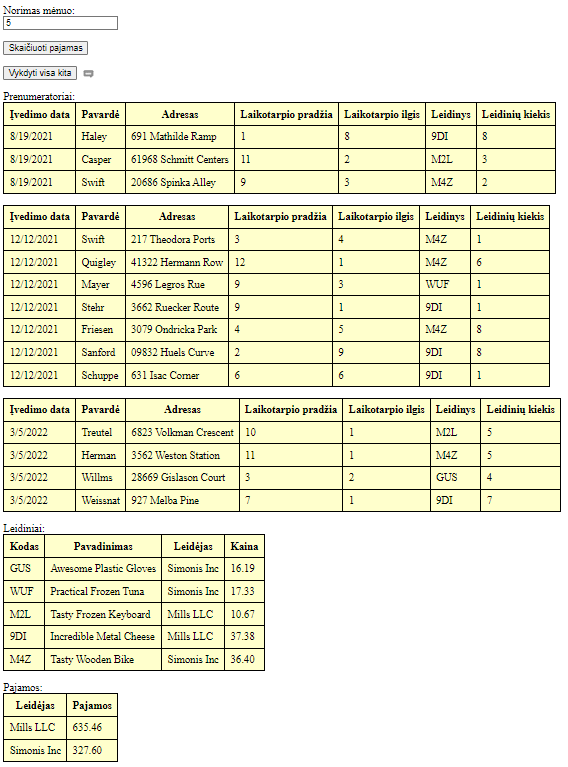 Norimas mėnuo:
5
Skaičiuoti pajamas
Vykdyti visa kita
Prenumeratoriai:
Įvedimo data Pavardė Adresas Laikotarpio pradžia Laikotarpio ilgis Leidinys Leidinių kiekis
8/19/2021 Haley 691 Mathilde Ramp 1 8 9DI 8
8/19/2021 Casper 61968 Schmitt Centers 11 2 M2L 3
8/19/2021 Swift 20686 Spinka Alley 9 3 M4Z 2
Įvedimo data Pavardė Adresas Laikotarpio pradžia Laikotarpio ilgis Leidinys Leidinių kiekis
12/12/2021 Swift 217 Theodora Ports 3 4 M4Z 1
12/12/2021 Quigley 41322 Hermann Row 12 1 M4Z 6
12/12/2021 Mayer 4596 Legros Rue 9 3 WUF 1
12/12/2021 Stehr 3662 Ruecker Route 9 1 9DI 1
12/12/2021 Friesen 3079 Ondricka Park 4 5 M4Z 8
12/12/2021 Sanford 09832 Huels Curve 2 9 9DI 8
12/12/2021 Schuppe 631 Isac Corner 6 6 9DI 1
Įvedimo data Pavardė Adresas Laikotarpio pradžia Laikotarpio ilgis Leidinys Leidinių kiekis
3/5/2022 Treutel 6823 Volkman Crescent 10 1 M2L 5
3/5/2022 Herman 3562 Weston Station 11 1 M4Z 5
3/5/2022 Willms 28669 Gislason Court 3 2 GUS 4
3/5/2022 Weissnat 927 Melba Pine 7 1 9DI 7
Leidiniai:
Kodas Pavadinimas Leidėjas Kaina
GUS Awesome Plastic Gloves Simonis Inc 16.19
WUF Practical Frozen Tuna Simonis Inc 17.33
M2L Tasty Frozen Keyboard Mills LLC 10.67
9DI Incredible Metal Cheese Mills LLC 37.38
M4Z Tasty Wooden Bike Simonis Inc 36.40
Pajamos:
Leidėjas Pajamos
Mills LLC 635.46
Simonis Inc 327.60